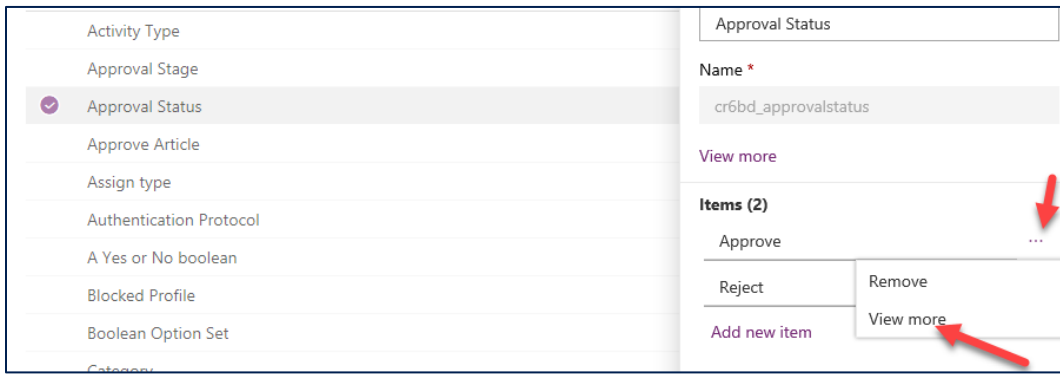 Activity Type
Approval Stage
Approval Status
Approve Article
Assign type
Authentication Protocol
A Yes or No boolean
Blocked Profile
Boolean Option Set
Category
Approval Status
Name *
cr6bd_approvalstatus
View more
Items (2)
Approve ...
Reject
Remove
View more
Add new item